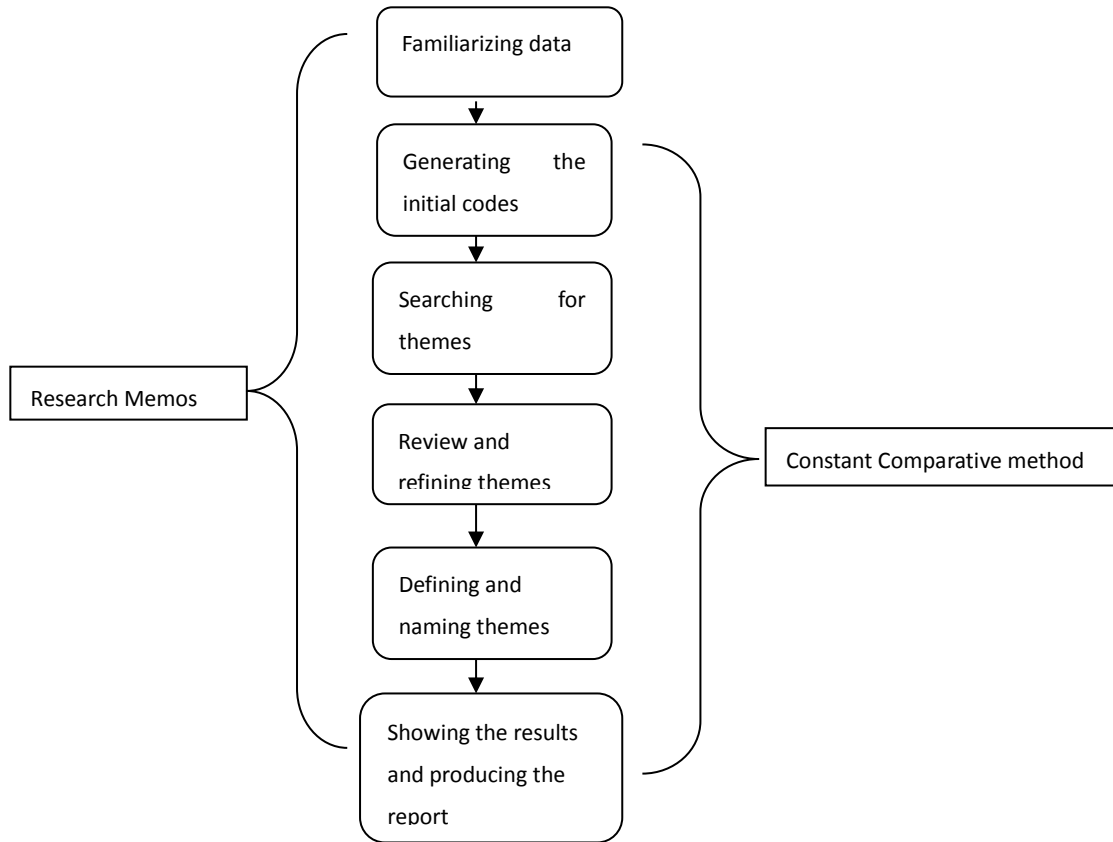 Familiarizing data
Generating the
initial codes
Searching for
themes
Review and
refining themes
Defining and
naming themes
Showing the results
and producing the
report
Research Memos
Constant Comparative method